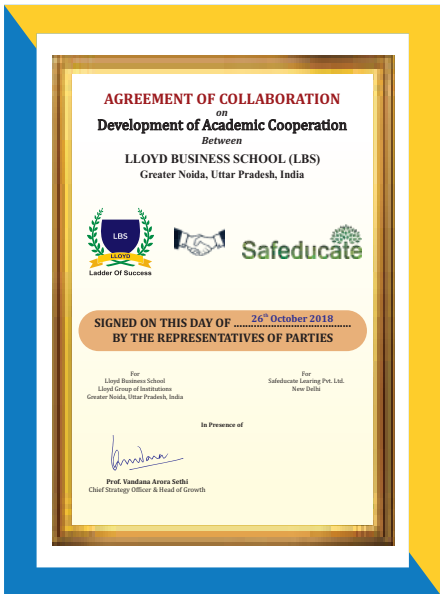 AGREEMENT OF COLLABORATION
on
Development of Academic Cooperation
Between
LLOYD BUSINESS SCHOOL (LBS)
Greater Noida, Uttar Pradesh, India
LBS
LLOYD
Ladder Of Success
Safeducate
26th October 2018
SIGNED ON THIS DAY OF ........................................
BY THE REPRESENTATIVES OF PARTIES
For
Lloyd Business School
Lloyd Group of Institutions
Greater Noida, Uttar Pradesh, India
For
Safeducate Learing Pvt. Ltd.
New Delhi
In Presence of
Vandana
Prof. Vandana Arora Sethi
Chief Strategy Officer & Head of Growth